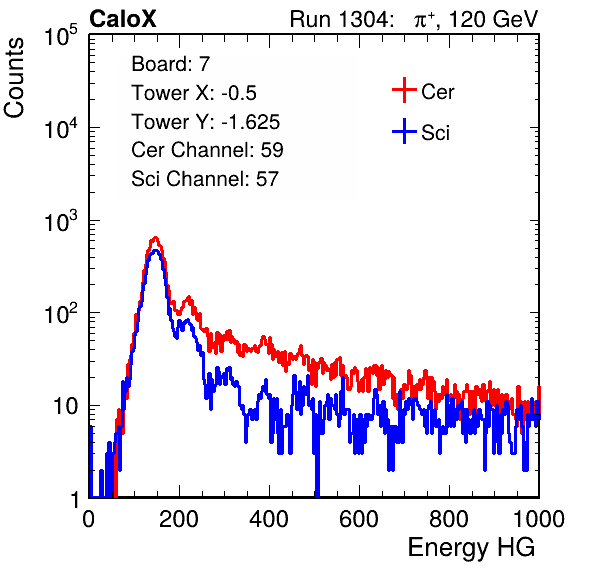 CaloX
Run 1304: π⁺, 120 GeV
Counts
Board: 7
Tower X: -0.5
Tower Y: -1.625
Cer Channel: 59
Sci Channel: 57
Cer
Sci
10⁵
10⁴
10³
10²
10
1
0 200 400 600 800 1000
Energy HG